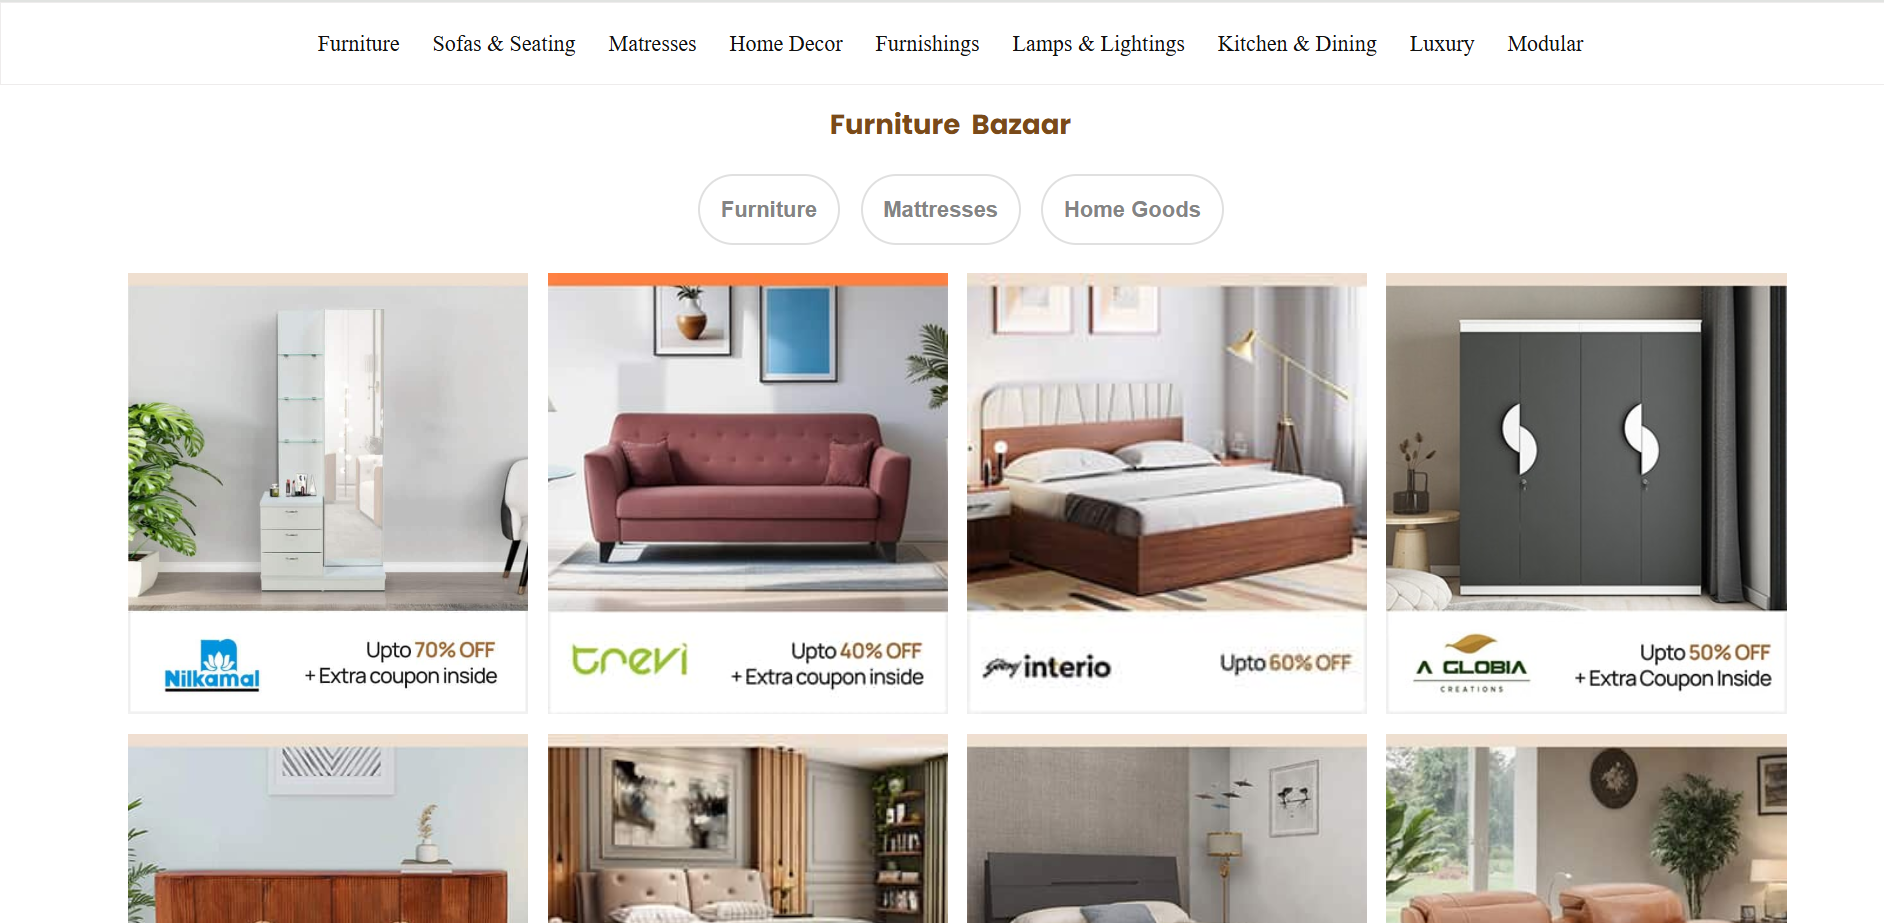 Furniture Sofas & Seating Matresses Home Decor Furnishings Lamps & Lightings Kitchen & Dining Luxury Modular
Furniture Bazaar
Furniture Mattresses Home Goods
Nilkamal
Upto 70% OFF
+ Extra coupon inside
trevi
Upto 40% OFF
+ Extra coupon inside
Godrej interio
Upto 60% OFF
A GLOBIA
CREATIONS
Upto 50% OFF
+ Extra Coupon Inside